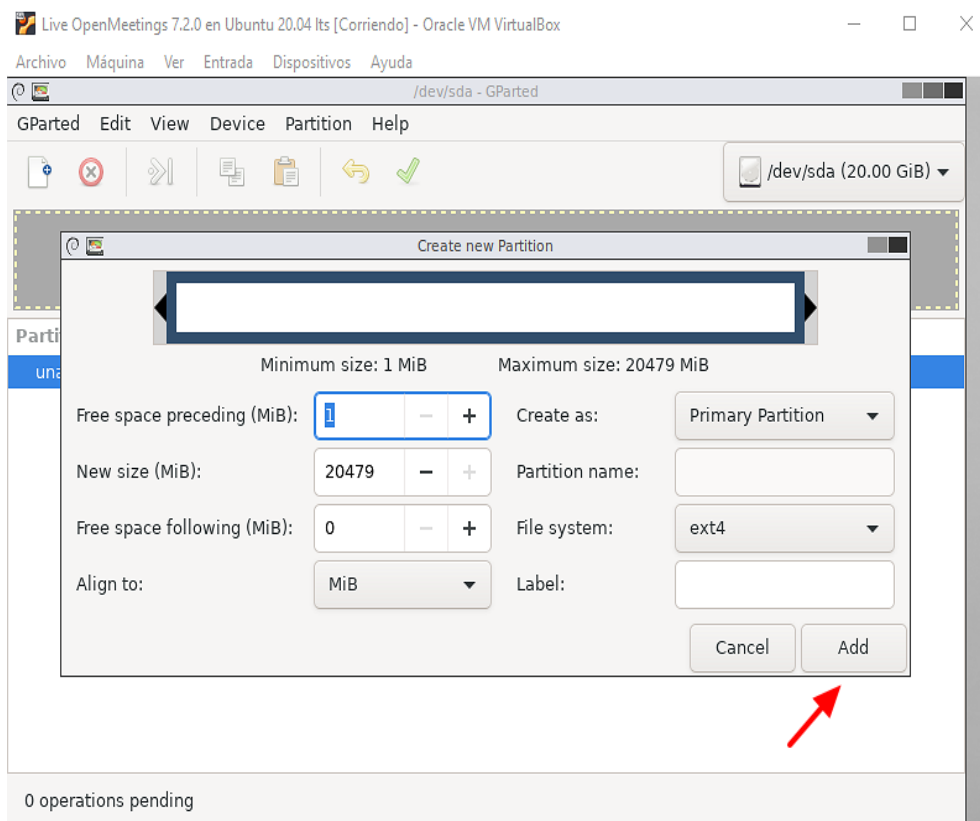 Live OpenMeetings 7.2.0 en Ubuntu 20.04 lts [Corriendo] - Oracle VM VirtualBox
Archivo Máquina Ver Entrada Dispositivos Ayuda
/dev/sda - GParted
GParted Edit View Device Partition Help
/dev/sda (20.00 GiB)
Create new Partition
Parti
una
Minimum size: 1 MiB Maximum size: 20479 MiB
Free space preceding (MiB): 1 Create as: Primary Partition
New size (MiB): 20479 Partition name:
Free space following (MiB): 0 File system: ext4
Align to: MiB Label:
Cancel Add
0 operations pending